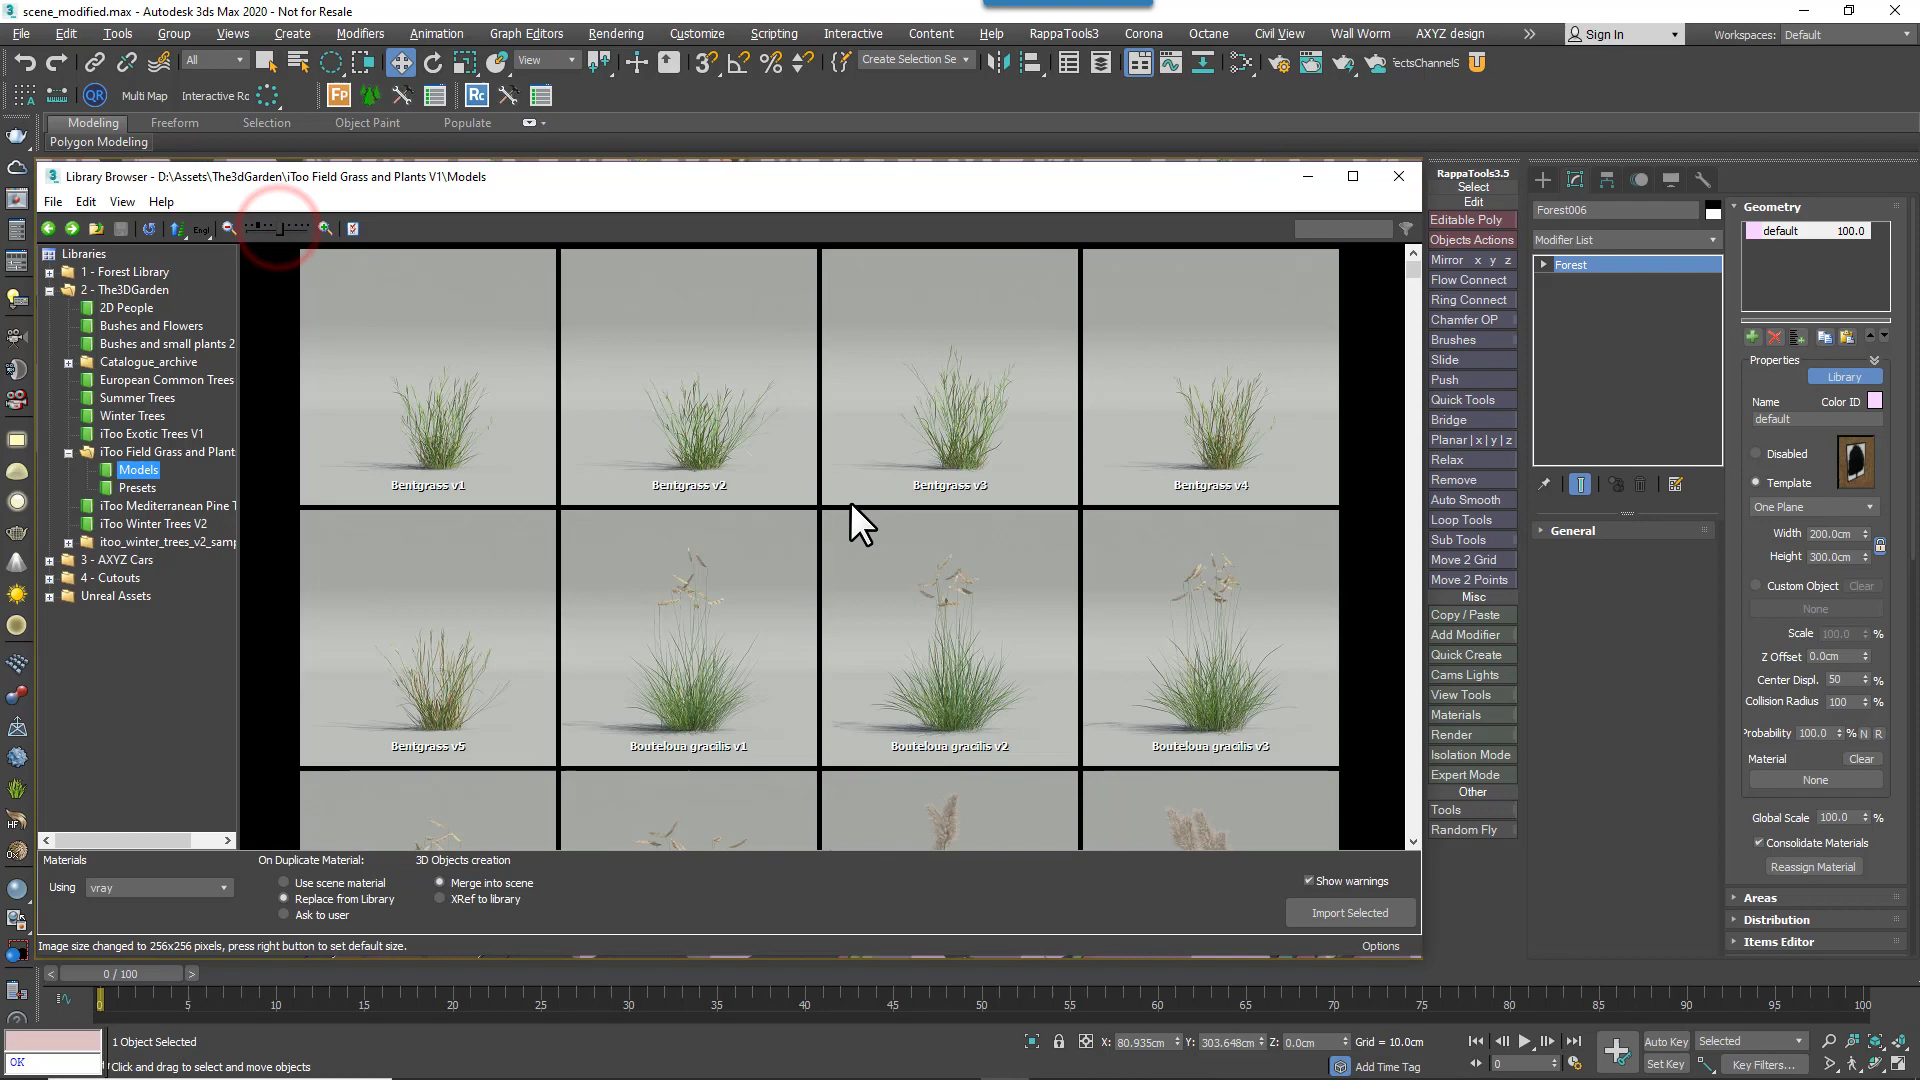 scene_modified.max - Autodesk 3ds Max 2020 - Not for Resale
File Edit Tools Group Views Create Modifiers Animation Graph Editors Rendering Customize Scripting Interactive Content Help RappaTools3 Corona Octane Civil View Wall Worm AXYZ design Sign In Workspaces: Default
All View Create Selection Se fectsChannelS
QR Multi Map Interactive Ro Fp Rc
Modeling Freeform Selection Object Paint Populate
Polygon Modeling
Library Browser - D:\Assets\The3dGarden\iToo Field Grass and Plants V1\Models
File Edit View Help
Engl
Libraries
1 - Forest Library
2 - The3DGarden
2D People
Bushes and Flowers
Bushes and small plants 2
Catalogue_archive
European Common Trees
Summer Trees
Winter Trees
iToo Exotic Trees V1
iToo Field Grass and Plants
Models
Presets
iToo Mediterranean Pine T
iToo Winter Trees V2
itoo_winter_trees_v2_samp
3 - AXYZ Cars
4 - Cutouts
Unreal Assets
Bentgrass v1 Bentgrass v2 Bentgrass v3 Bentgrass v4
Bentgrass v5 Bouteloua gracilis v1 Bouteloua gracilis v2 Bouteloua gracilis v3
Materials On Duplicate Material: 3D Objects creation
Using vray
Use scene material
Replace from Library
Ask to user
Merge into scene
XRef to library
Show warnings
Import Selected
Image size changed to 256x256 pixels, press right button to set default size. Options
RappaTools3.5
Select
Edit
Editable Poly
Objects Actions
Mirror x y z
Flow Connect
Ring Connect
Chamfer OP
Brushes
Slide
Push
Quick Tools
Bridge
Planar | x | y | z
Relax
Remove
Auto Smooth
Loop Tools
Sub Tools
Move 2 Grid
Move 2 Points
Misc
Copy / Paste
Add Modifier
Quick Create
Cams Lights
View Tools
Materials
Render
Isolation Mode
Expert Mode
Other
Tools
Random Fly
Forest006
Modifier List
Forest
General
Geometry
default 100.0
Properties
Library
Name Color ID
default
Disabled
Template
One Plane
Width 200.0cm
Height 300.0cm
Custom Object Clear
None
Scale 100.0 %
Z Offset 0.0cm
Center Displ. 50 %
Collision Radius 100 %
Probability 100.0 % N R
Material Clear
None
Global Scale 100.0 %
Consolidate Materials
Reassign Material
Areas
Distribution
Items Editor
< 0 / 100 >
0 5 10 15 20 25 30 35 40 45 50 55 60 65 70 75 80 85 90 95 100
OK
1 Object Selected
Click and drag to select and move objects
X: 80.935cm Y: 303.648cm Z: 0.0cm Grid = 10.0cm
Add Time Tag
0
Auto Key Selected
Set Key Key Filters...